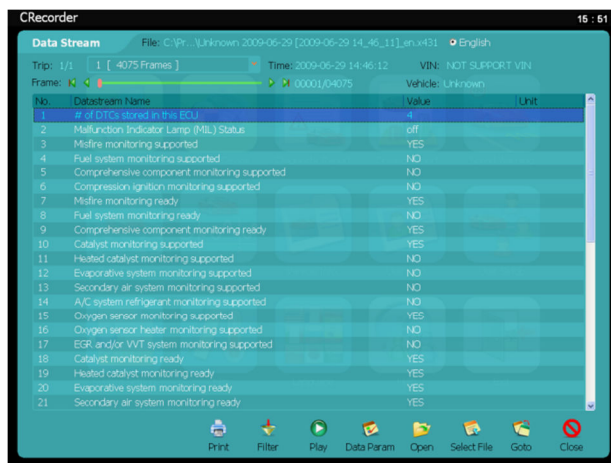 CRecorder 15 : 51
Data Stream File: C:\Pr...\Unknown 2009-06-29 [2009-06-29 14_46_11]_en.x431 English
Trip: 1/1 1 [ 4075 Frames ] Time: 2009-06-29 14:46:12 VIN: NOT SUPPORT VIN
Frame: 00001/04075 Vehicle: Unknown
No. Datastream Name Value Unit
1 # of DTCs stored in this ECU 4
2 Malfunction Indicator Lamp (MIL) Status off
3 Misfire monitoring supported YES
4 Fuel system monitoring supported NO
5 Comprehensive component monitoring supported NO
6 Compression ignition monitoring supported NO
7 Misfire monitoring ready YES
8 Fuel system monitoring ready NO
9 Comprehensive component monitoring ready YES
10 Catalyst monitoring supported YES
11 Heated catalyst monitoring supported NO
12 Evaporative system monitoring supported NO
13 Secondary air system monitoring supported NO
14 A/C system refrigerant monitoring supported NO
15 Oxygen sensor monitoring supported YES
16 Oxygen sensor heater monitoring supported NO
17 EGR and/or VVT system monitoring supported NO
18 Catalyst monitoring ready YES
19 Heated catalyst monitoring ready YES
20 Evaporative system monitoring ready YES
21 Secondary air system monitoring ready YES
Print Filter Play Data Param Open Select File Goto Close